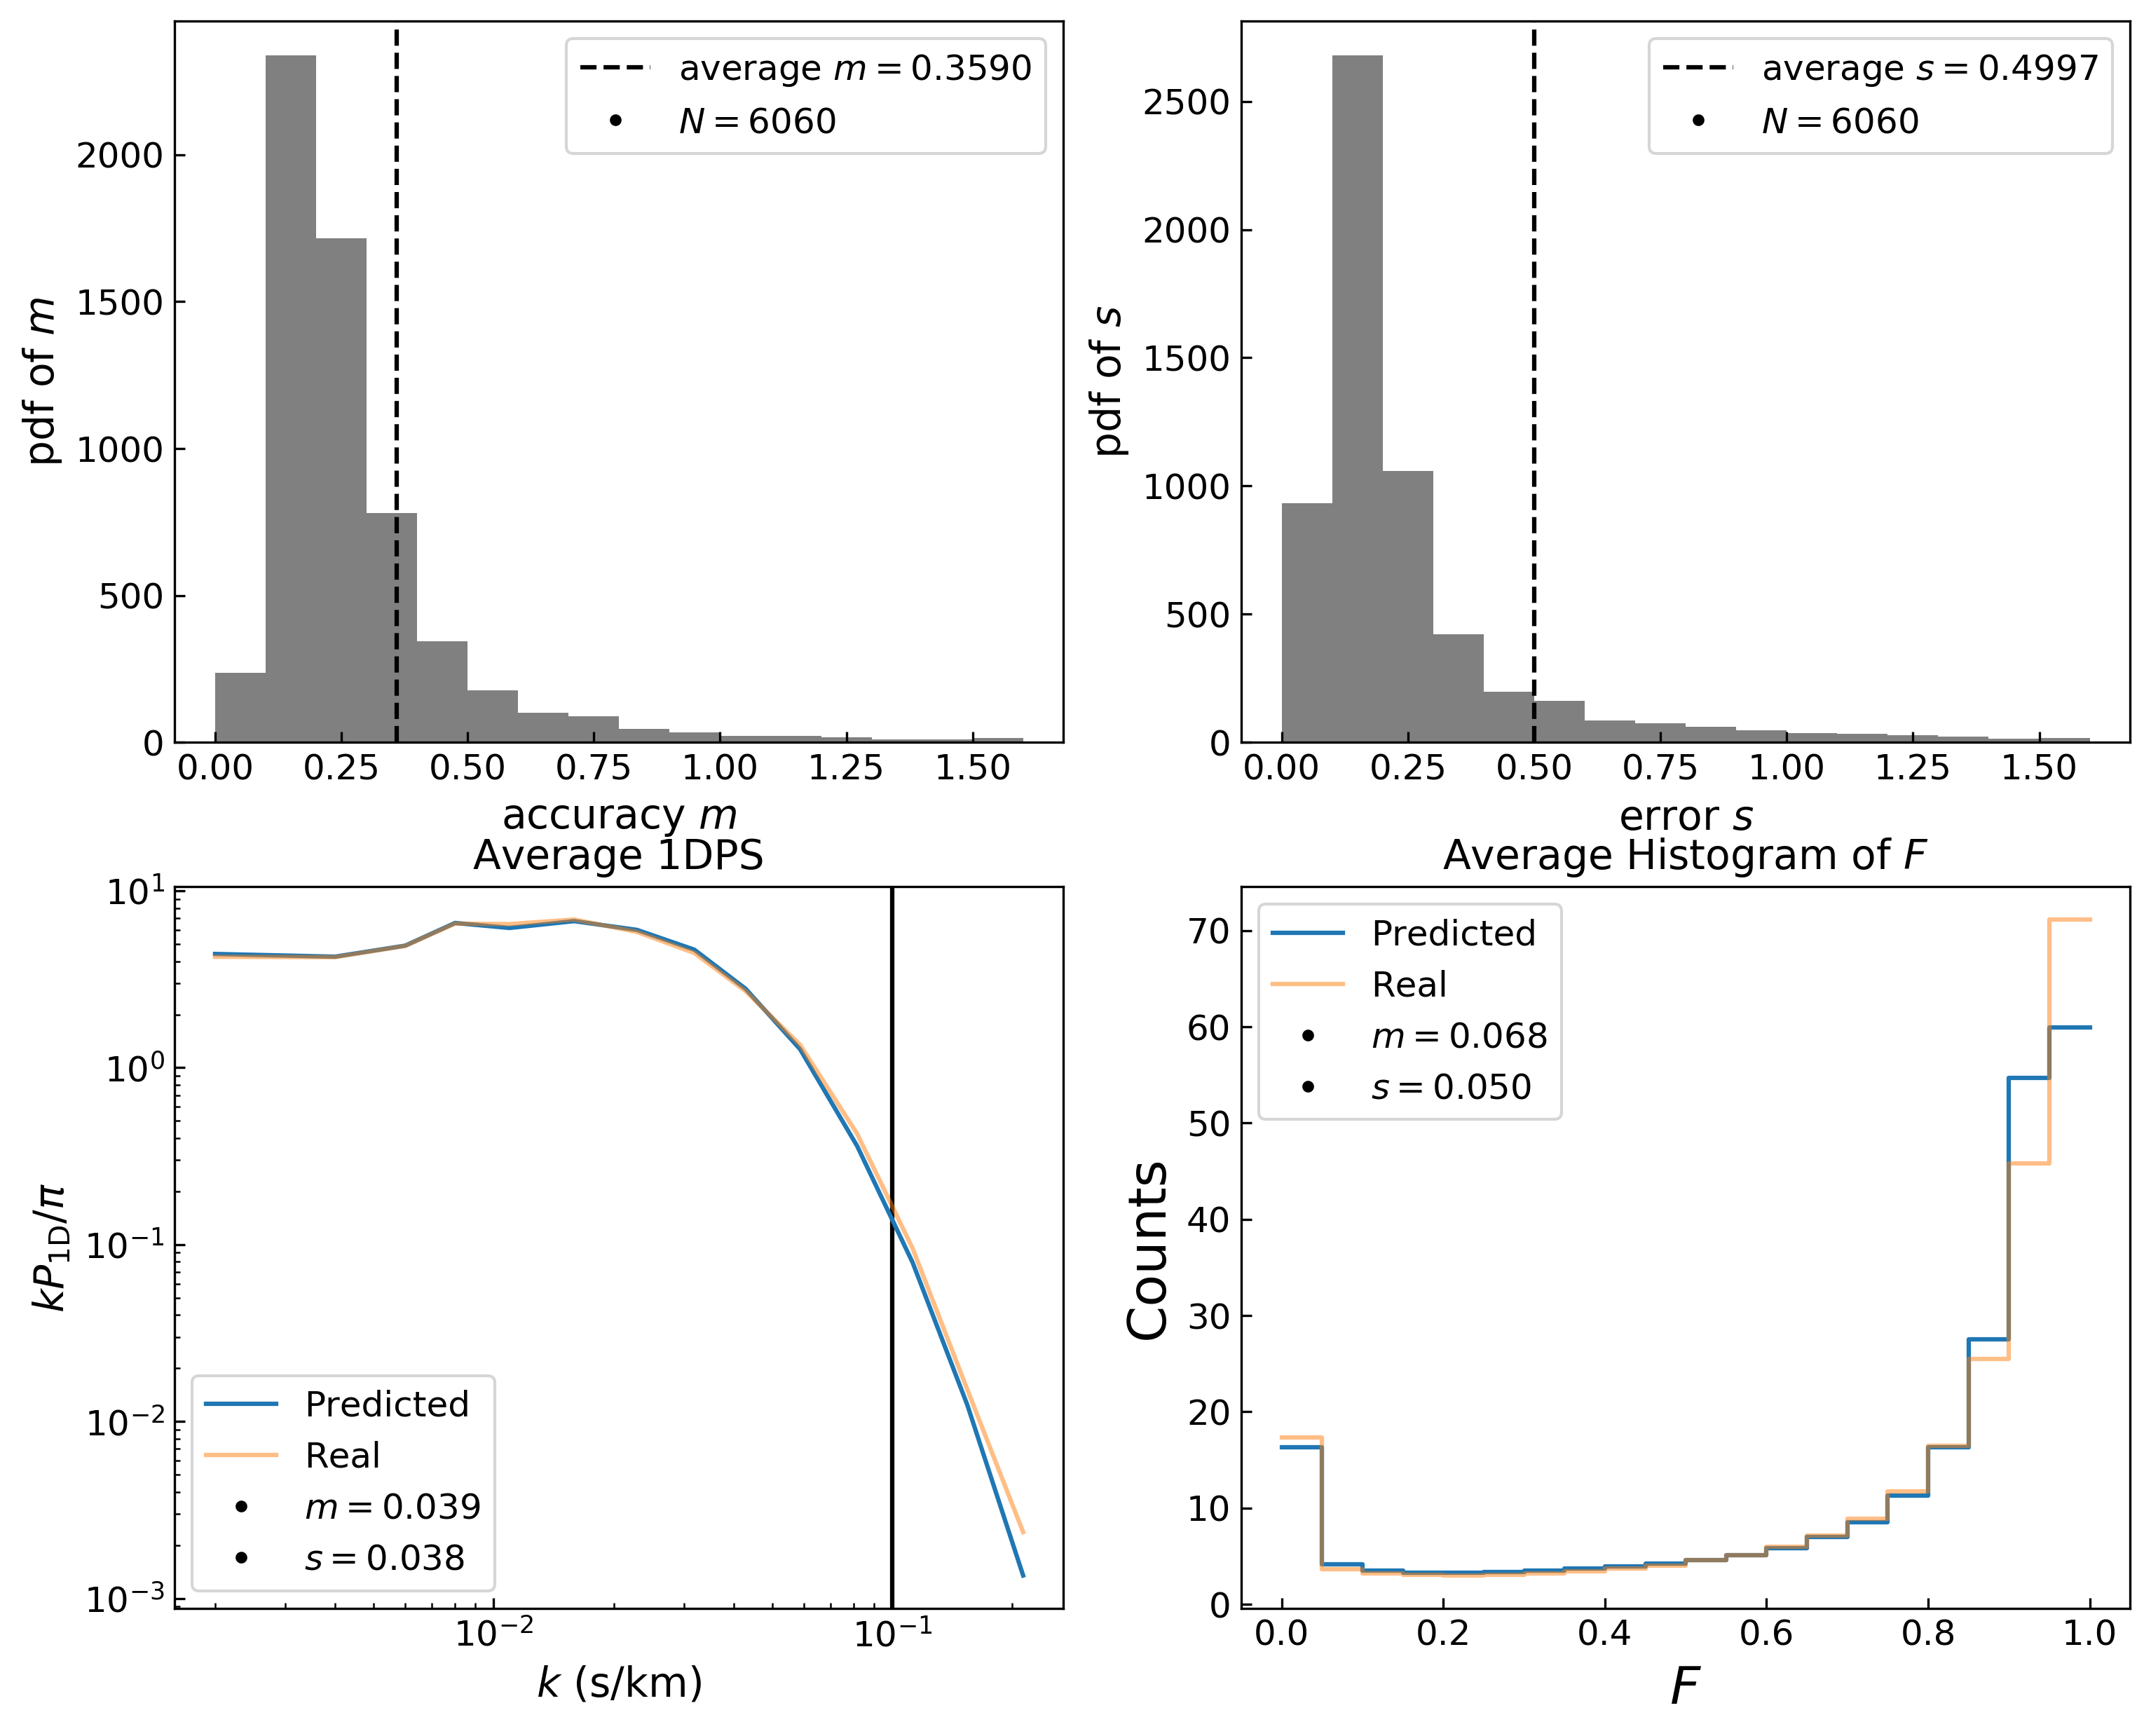 average m = 0.3590
N = 6060
pdf of m
2000
1500
1000
500
0
0.00 0.25 0.50 0.75 1.00 1.25 1.50
accuracy m
average s = 0.4997
N = 6060
pdf of s
2500
2000
1500
1000
500
0
0.00 0.25 0.50 0.75 1.00 1.25 1.50
error s
Average 1DPS
10^1
10^0
10^-1
10^-2
10^-3
kP_1D/π
Predicted
Real
m = 0.039
s = 0.038
10^-2 10^-1
k (s/km)
Average Histogram of F
Predicted
Real
m = 0.068
s = 0.050
Counts
70
60
50
40
30
20
10
0
0.0 0.2 0.4 0.6 0.8 1.0
F